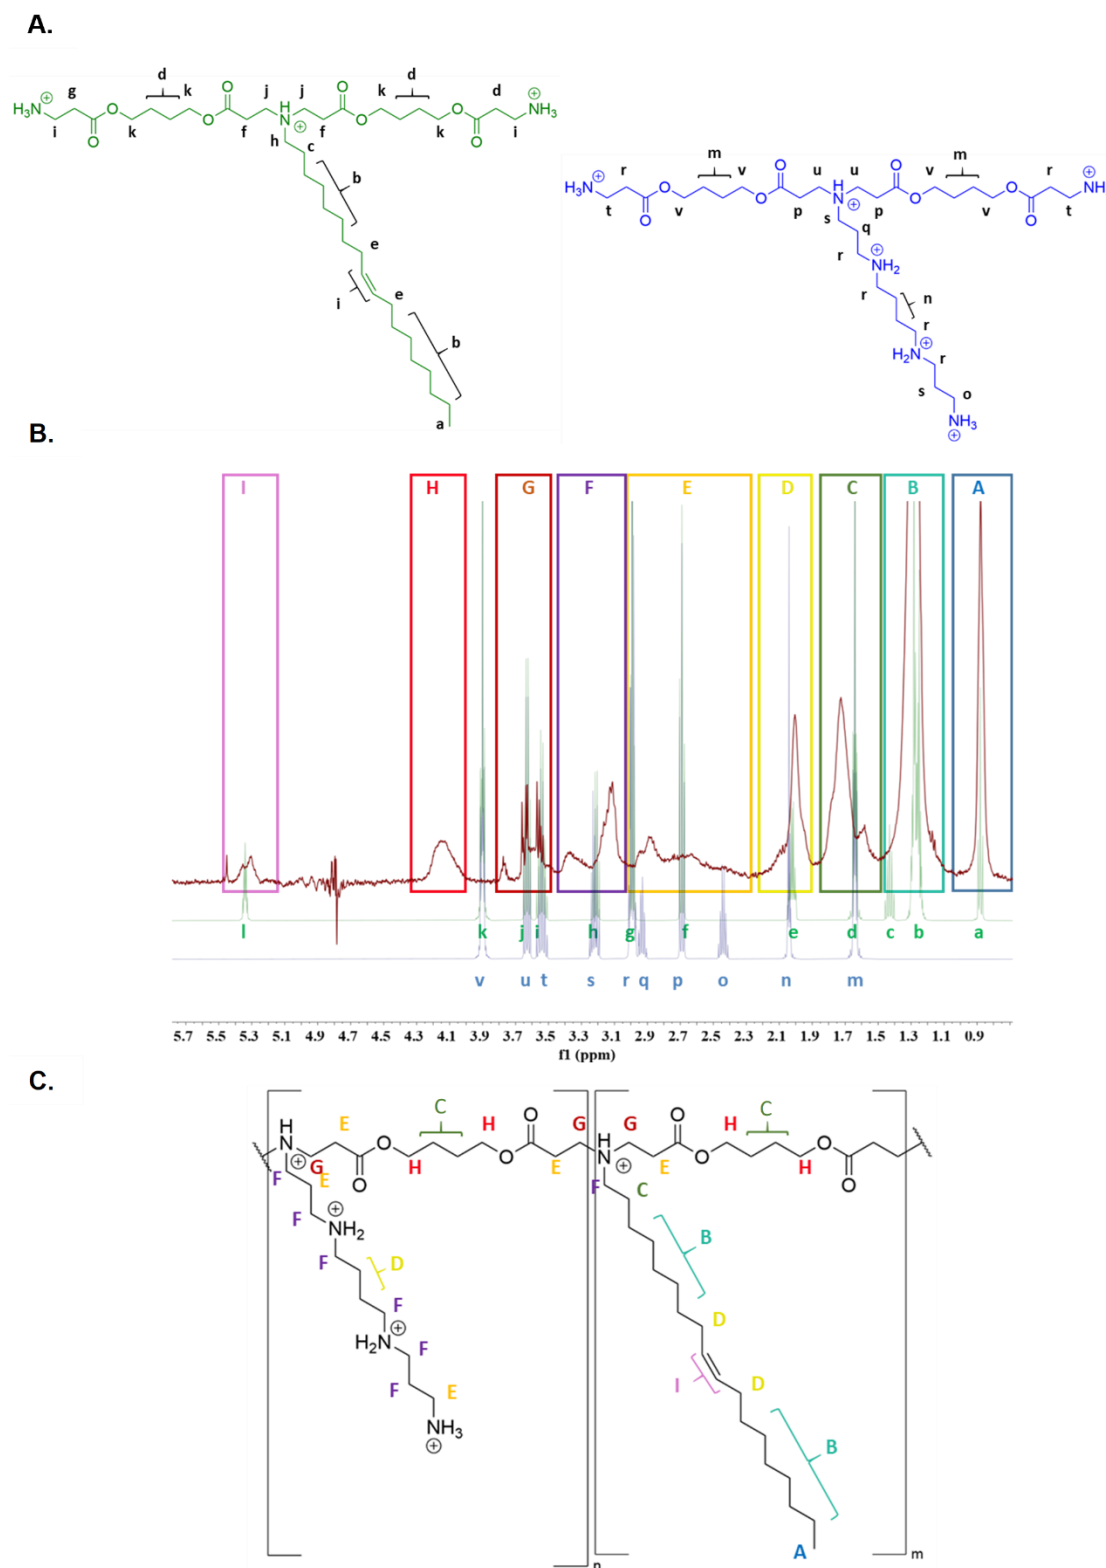 A.
d d
g k j H j k d
H₃N⊕ O O N⊕ O O NH₃⊕
i O k O f f O k O i
h
c
b
e
i e
b
a
m m
r v u H u v r
H₃N⊕ O O N⊕ O O NH⊕
t O v O p p O v O t
s
q
r ⊕
NH₂
r n
r
H₂N⊕ r
s o
NH₃
⊕
B.
I H G F E D C B A
l k j i h g f e d c b a
v u t s r q p o n m
5.7 5.5 5.3 5.1 4.9 4.7 4.5 4.3 4.1 3.9 3.7 3.5 3.3 3.1 2.9 2.7 2.5 2.3 2.1 1.9 1.7 1.5 1.3 1.1 0.9
f1 (ppm)
C.
C C
H E H O G G O H
N O O N O O
⊕ G O H E ⊕ E O H O
F E F C
F ⊕
NH₂
F D
F
H₂N⊕ F
F E
NH₃
⊕
B
D
I D
B
A
n m